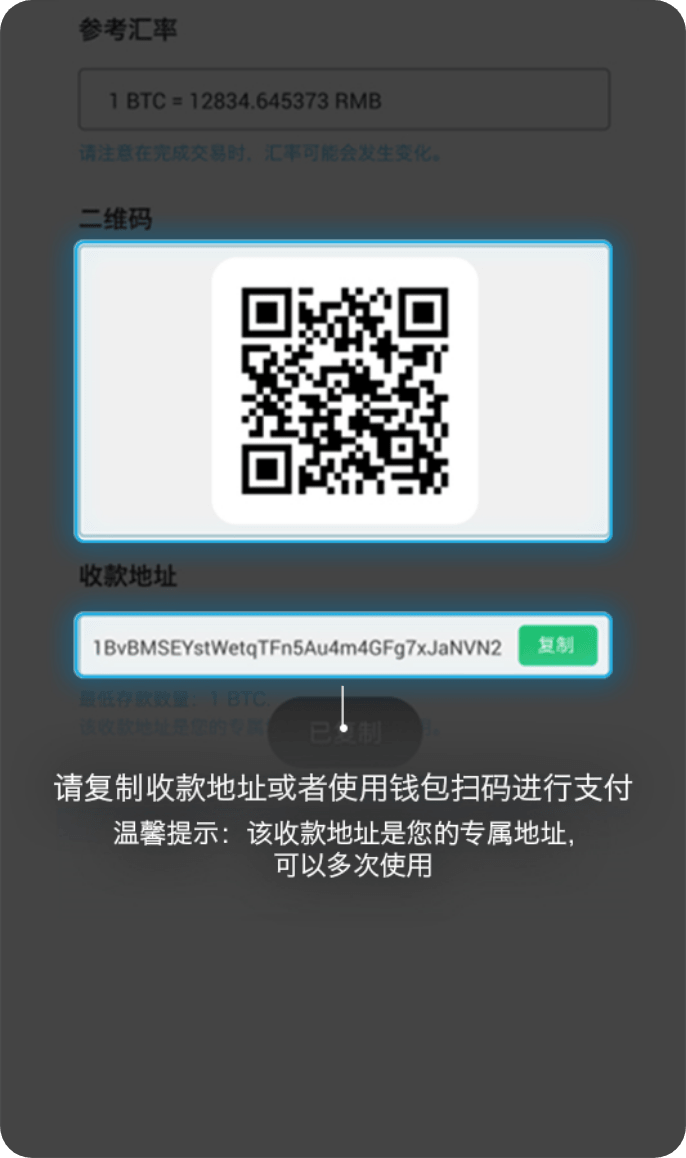 参考汇率
1 BTC = 12834.645373 RMB
请注意在完成交易时，汇率可能会发生变化。
二维码
收款地址
1BvBMSEYstWetqTFn5Au4m4GFg7xJaNVN2
复制
最低存款数量：1 BTC.
该收款地址是您的专属
已复制
请复制收款地址或者使用钱包扫码进行支付
温馨提示：该收款地址是您的专属地址，
可以多次使用